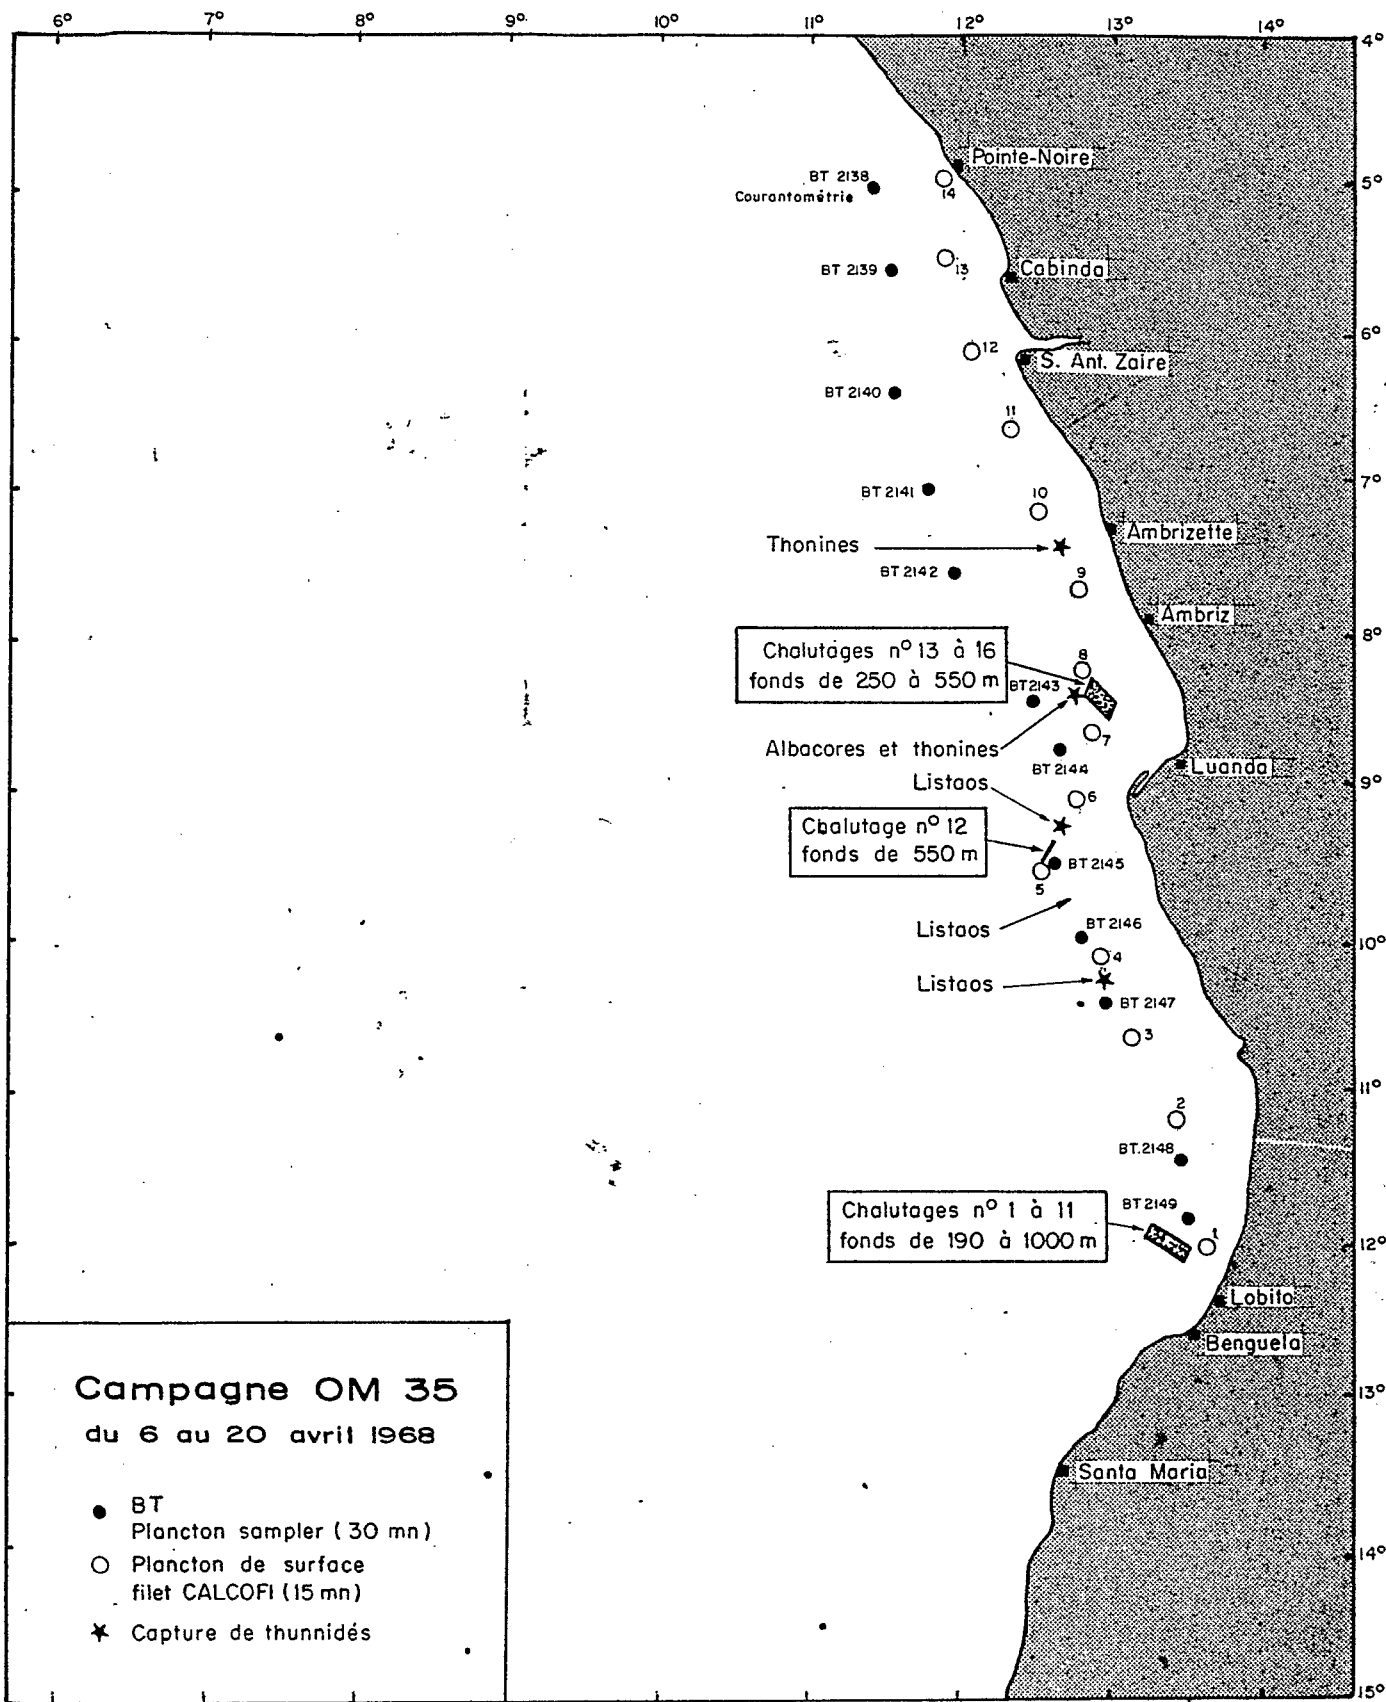 6° 7° 8° 9° 10° 11° 12° 13° 14°
4°
Pointe-Noire
BT 2138
Courantométrie
14
5°
BT 2139
13
Cabinda
6°
12
S. Ant. Zaire
BT 2140
11
7°
BT 2141
10
Ambrizette
Thonines
BT 2142
9
Ambriz
8°
Chalutages n° 13 à 16
fonds de 250 à 550 m
8
BT 2143
7
Albacores et thonines
BT 2144
Luanda
9°
Listaos
6
Chalutage n° 12
fonds de 550 m
BT 2145
5
Listaos
BT 2146
10°
4
Listaos
BT 2147
3
11°
2
BT. 2148
BT 2149
Chalutages n° 1 à 11
fonds de 190 à 1000 m
1
12°
Lobito
Benguela
13°
Santa Maria
14°
15°
Campagne OM 35
du 6 au 20 avril 1968
BT
Plancton sampler (30 mn)
Plancton de surface
filet CALCOFI (15 mn)
Capture de thunnidés